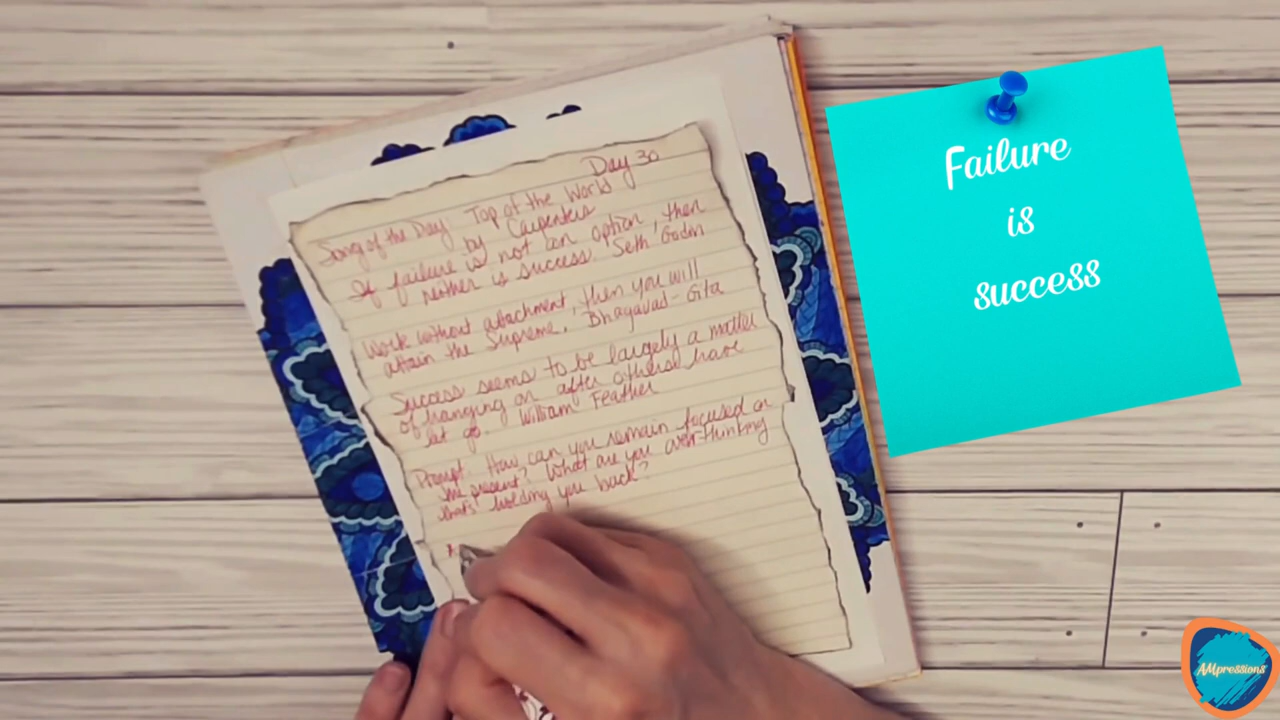 Day 30
Song of the Day Top of the World
by Carpenters
If failure is not an option, then
neither is success. Seth Godin
Work without attachment, then you will
attain the Supreme. Bhagavad-Gita
Success seems to be largely a matter
of hanging on after others have
let go. William Feather
Prompt. How can you remain focused on
the present? What are you over-thinking
that's holding you back?
Failure
is
success
AMpressions